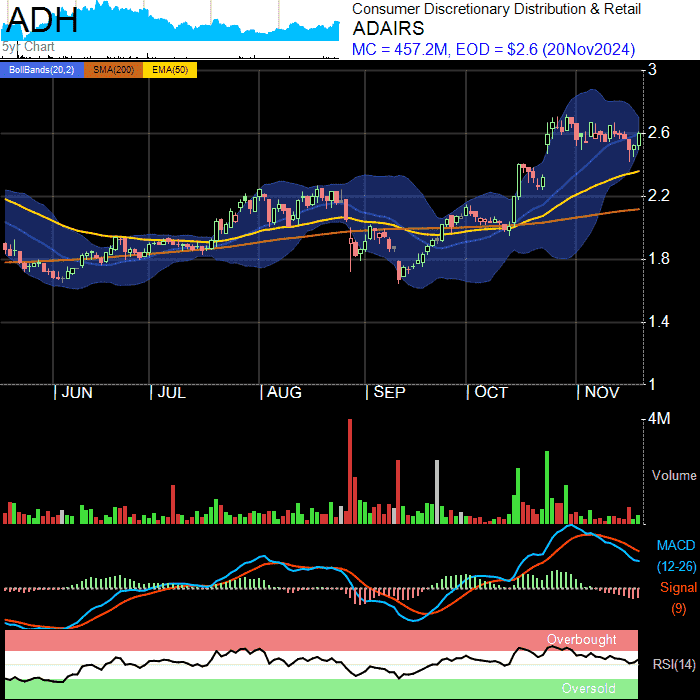 ADH
5yr Chart
Consumer Discretionary Distribution & Retail
ADAIRS
MC = 457.2M, EOD = $2.6 (20Nov2024)
BollBands(20,2) SMA(200) EMA(50)
3
2.6
2.2
1.8
1.4
1
| JUN | JUL | AUG | SEP | OCT | NOV
4M
Volume
MACD
(12-26)
Signal
(9)
Overbought
RSI(14)
Oversold